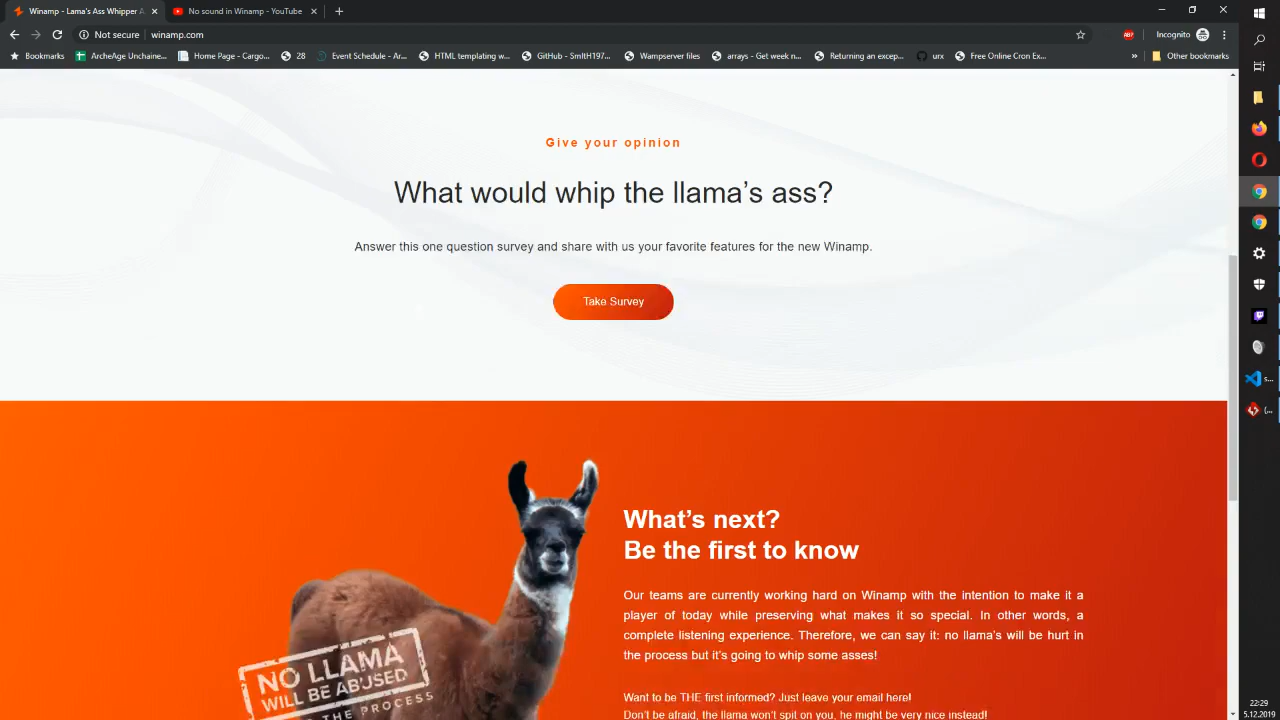 Winamp - Lama's Ass Whipper A
No sound in Winamp - YouTube
Not secure | winamp.com
Incognito
Bookmarks
ArcheAge Unchaine...
Home Page - Cargo...
28
Event Schedule - Ar...
HTML templating w...
GitHub - Smlth197...
Wampserver files
arrays - Get week n...
Returning an excep...
urx
Free Online Cron Ex...
» Other bookmarks
Give your opinion
What would whip the llama’s ass?
Answer this one question survey and share with us your favorite features for the new Winamp.
Take Survey
What’s next?
Be the first to know
Our teams are currently working hard on Winamp with the intention to make it a
player of today while preserving what makes it so special. In other words, a
complete listening experience. Therefore, we can say it: no llama’s will be hurt in
the process but it’s going to whip some asses!
Want to be THE first informed? Just leave your email here!
Don’t be afraid, the llama won’t spit on you, he might be very nice instead!
NO LLAMA
WILL BE ABUSED
THE PROCESS
s...
(...
22:29
5.12.2019